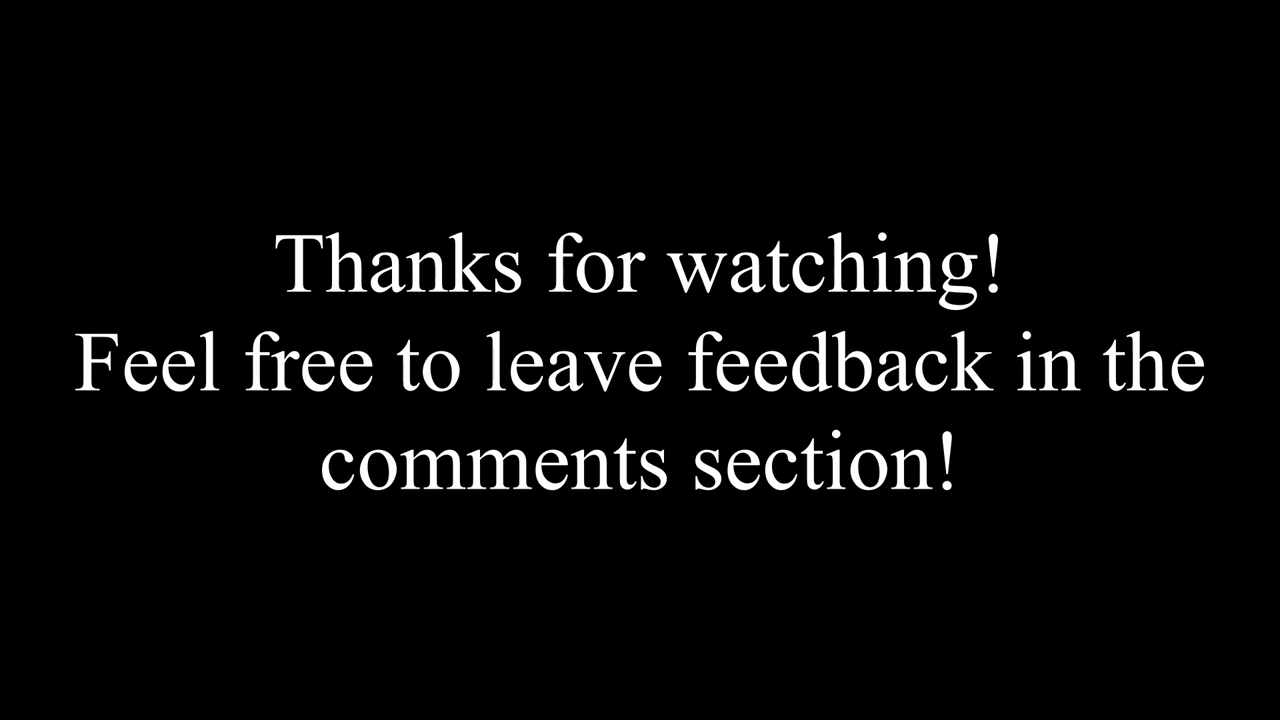 Thanks for watching!
Feel free to leave feedback in the
comments section!